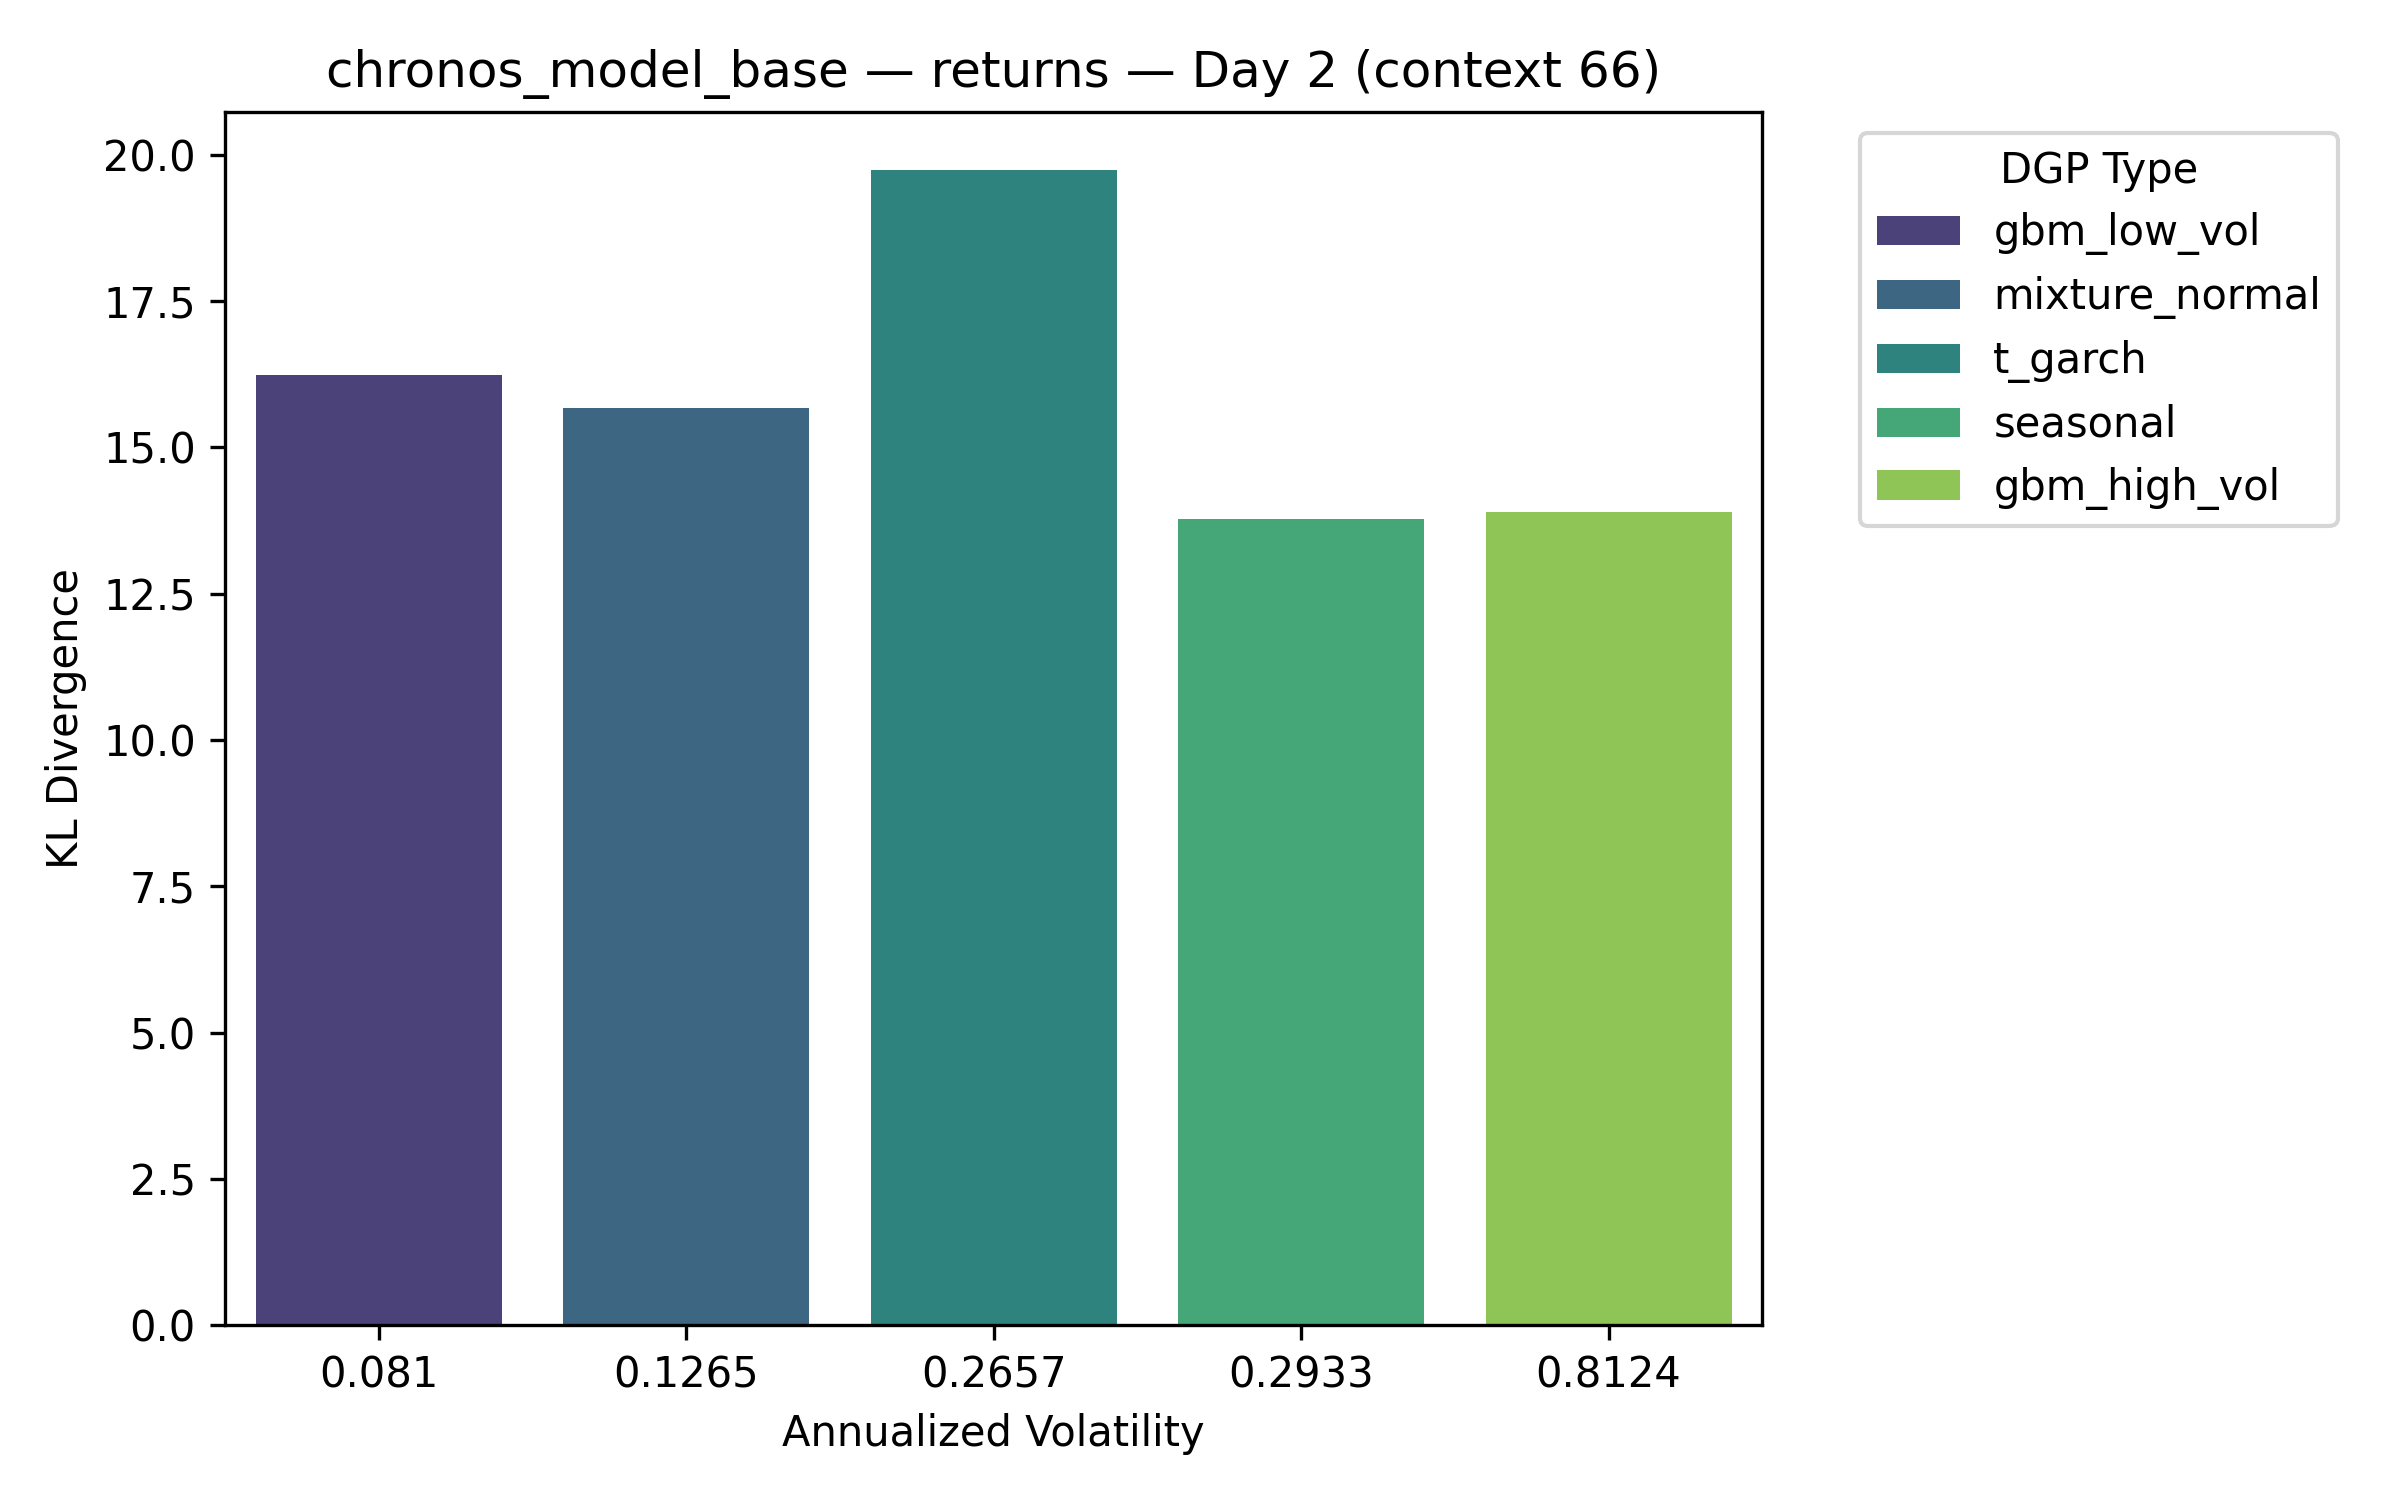 chronos_model_base — returns — Day 2 (context 66)
KL Divergence
20.0
17.5
15.0
12.5
10.0
7.5
5.0
2.5
0.0
0.081
0.1265
0.2657
0.2933
0.8124
Annualized Volatility
DGP Type
gbm_low_vol
mixture_normal
t_garch
seasonal
gbm_high_vol